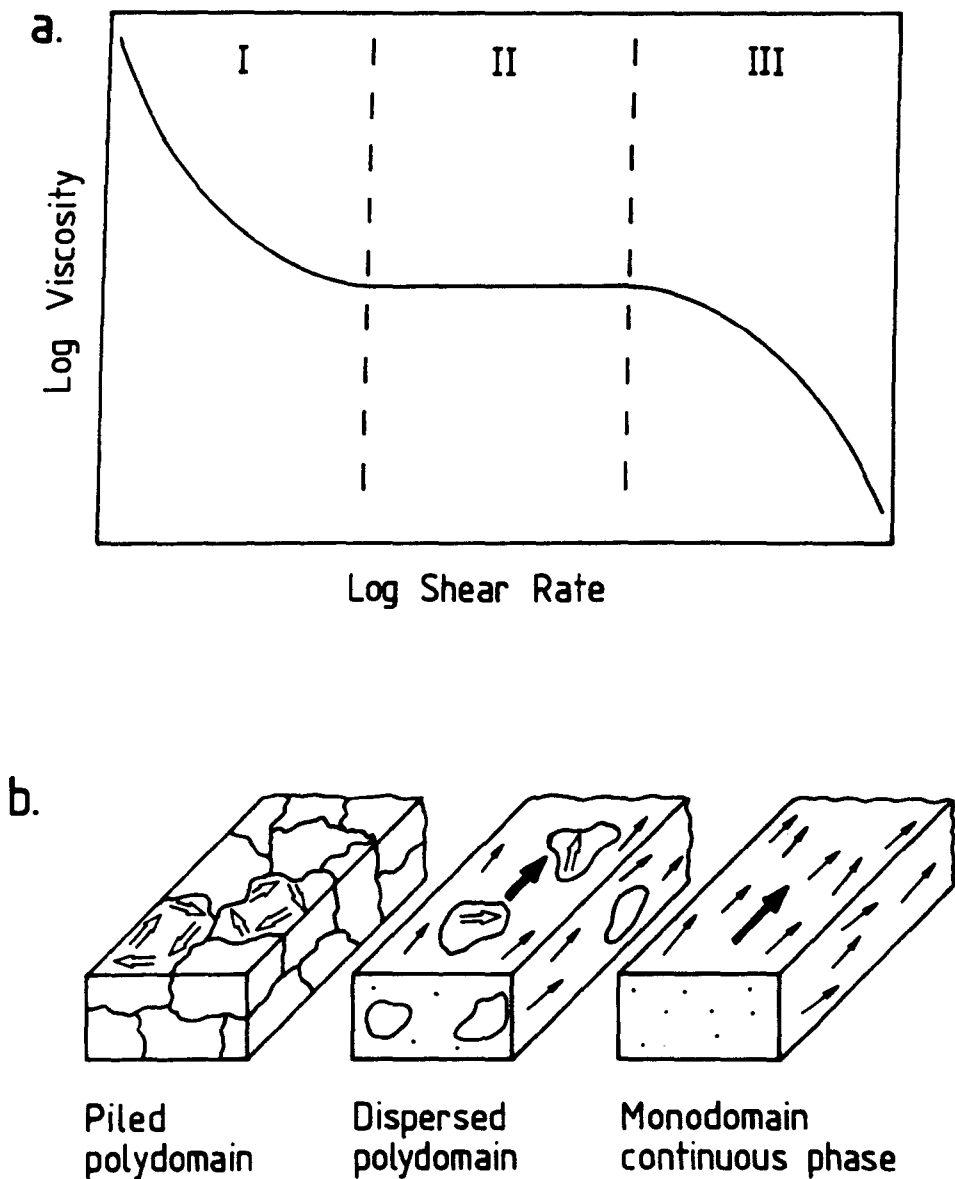 a.
I II III
Log Viscosity
Log Shear Rate
b.
Piled Dispersed Monodomain
polydomain polydomain continuous phase